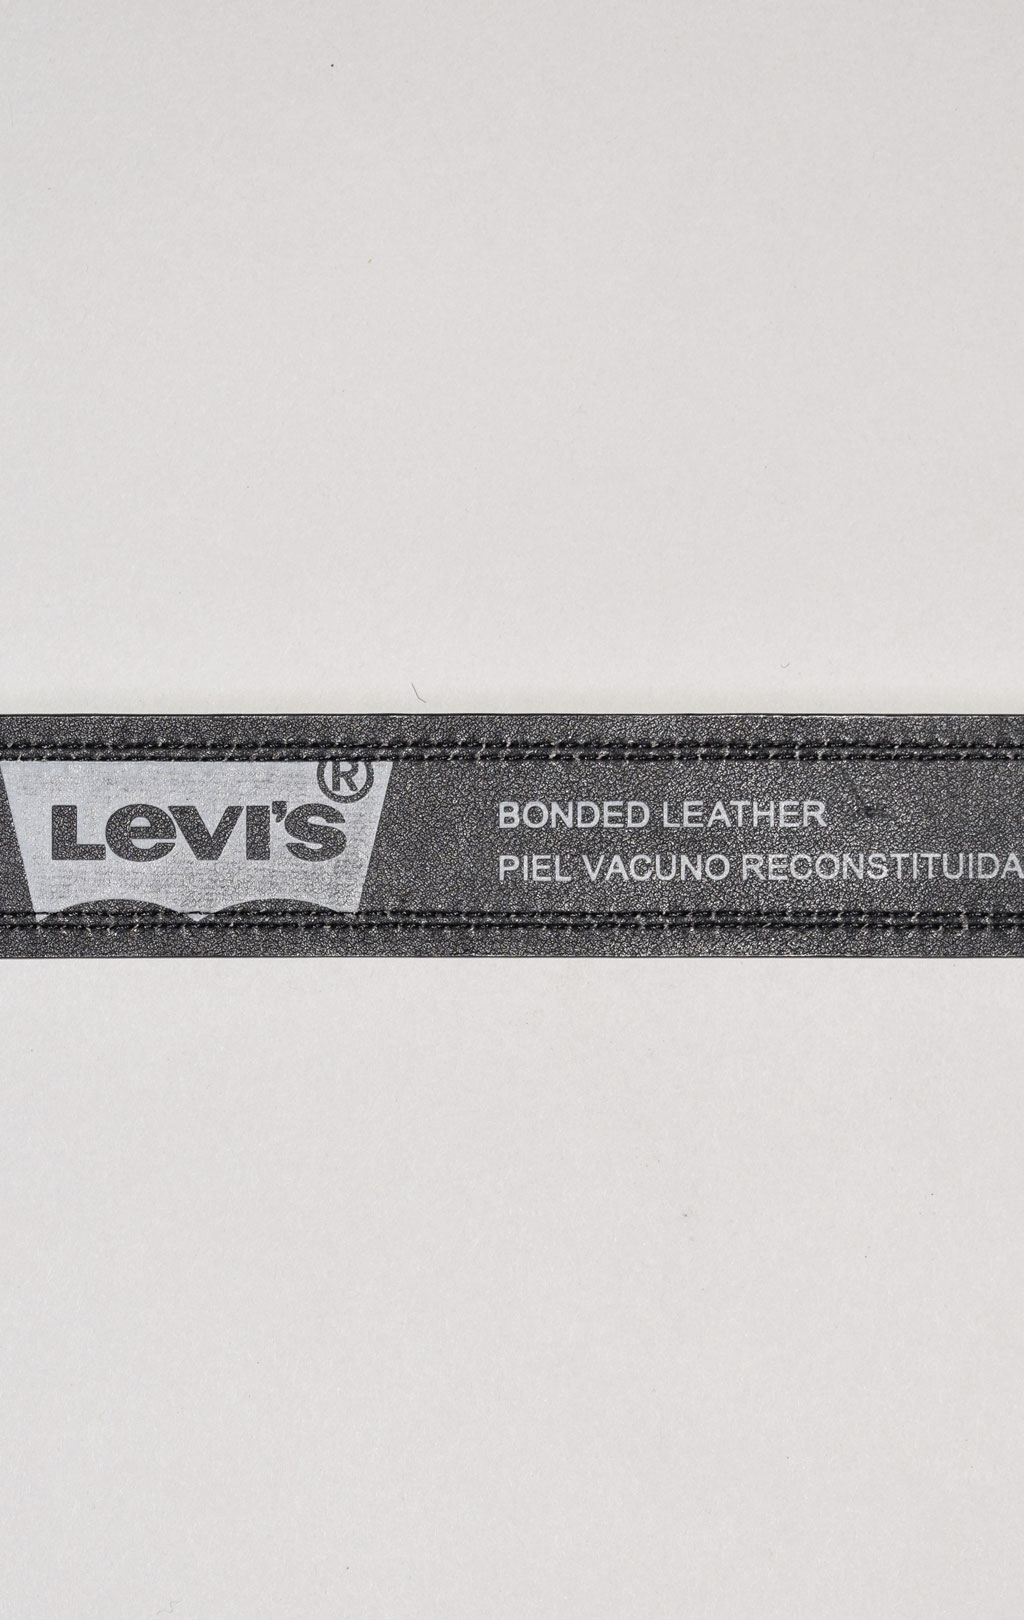 Levi's®
BONDED LEATHER
PIEL VACUNO RECONSTITUIDA